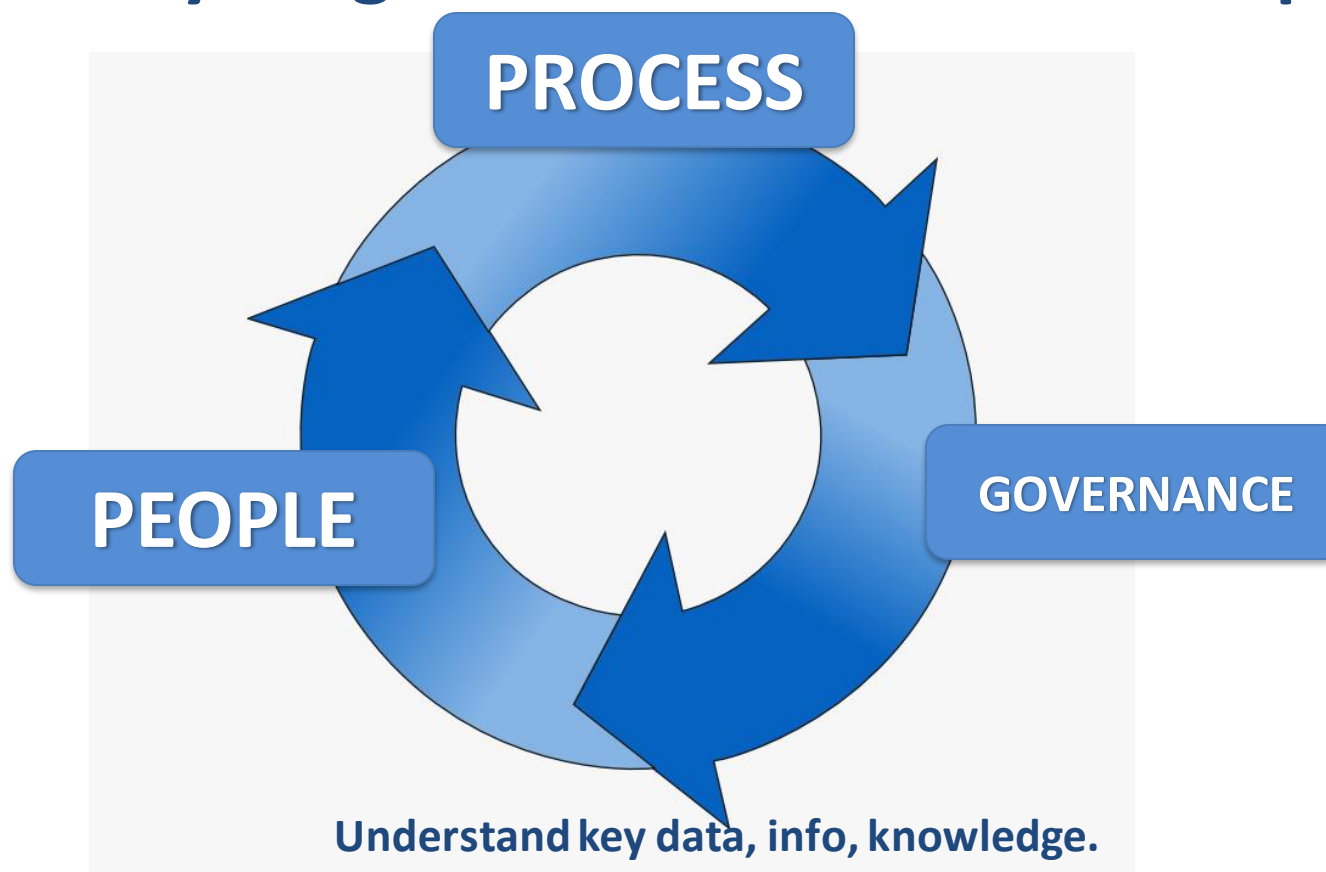 PROCESS
PEOPLE
GOVERNANCE
Understand key data, info, knowledge.